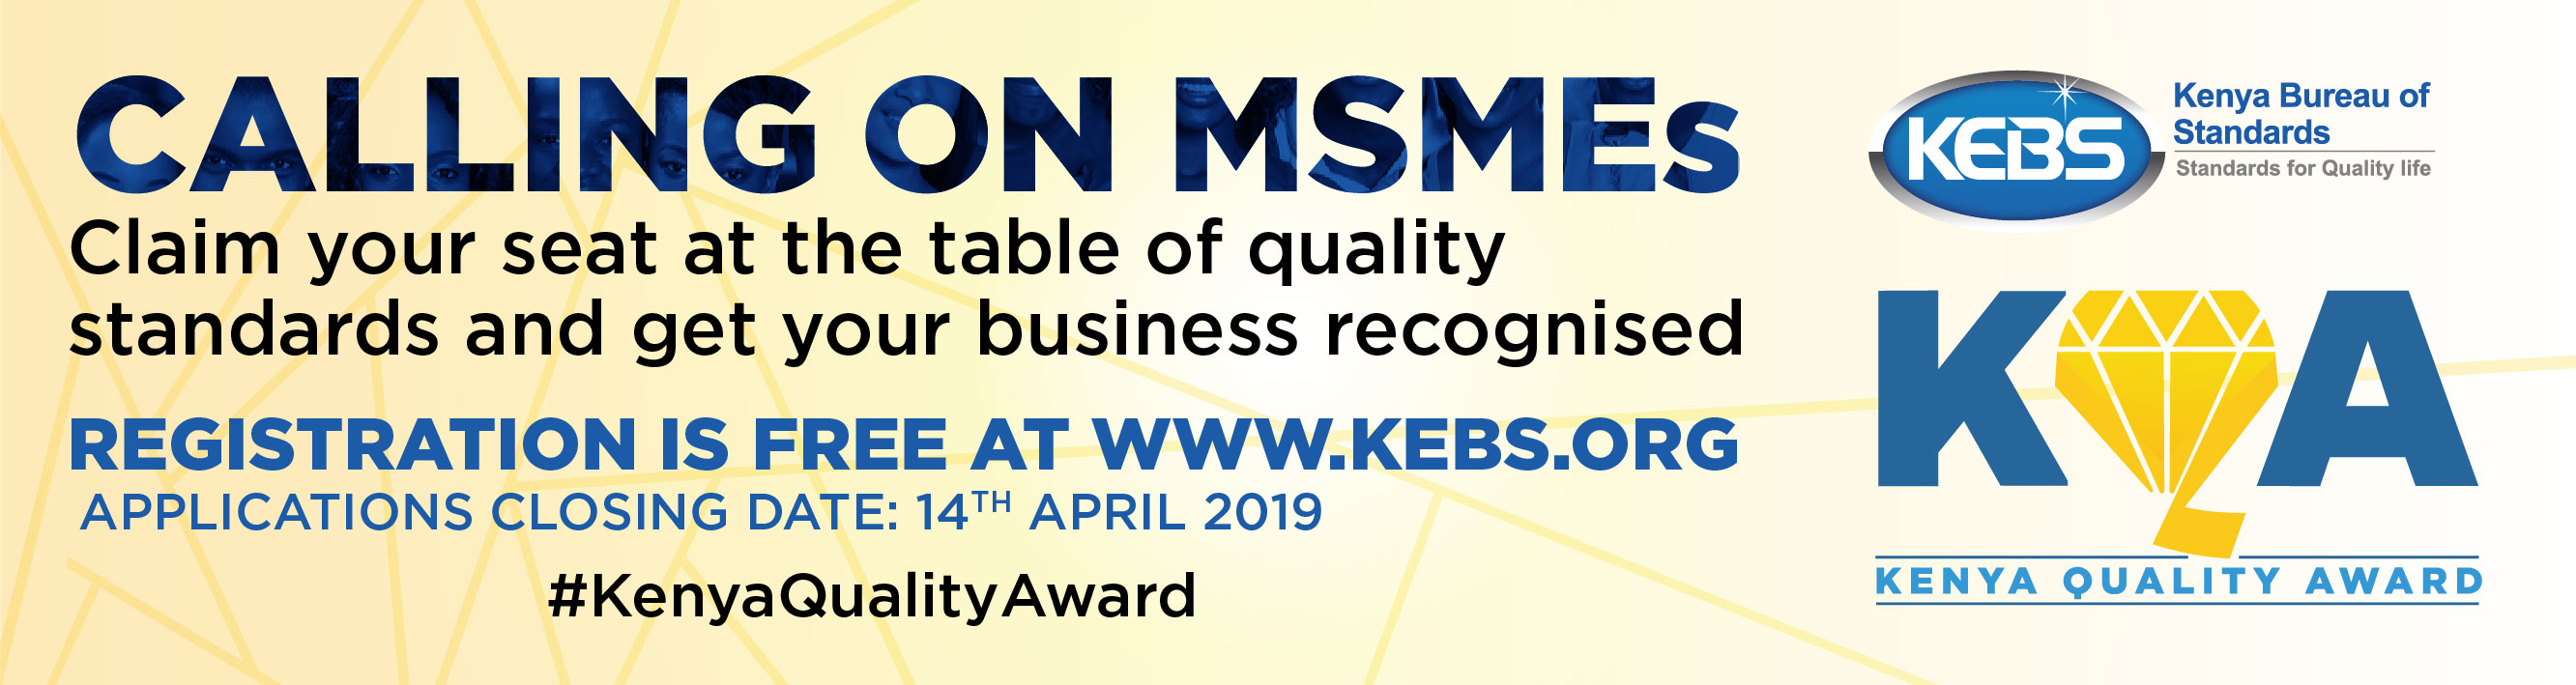 CALLING ON MSMEs
Claim your seat at the table of quality
standards and get your business recognised
REGISTRATION IS FREE AT WWW.KEBS.ORG
APPLICATIONS CLOSING DATE: 14TH APRIL 2019
#KenyaQualityAward
KEBS
Kenya Bureau of
Standards
Standards for Quality life
KQA
KENYA QUALITY AWARD